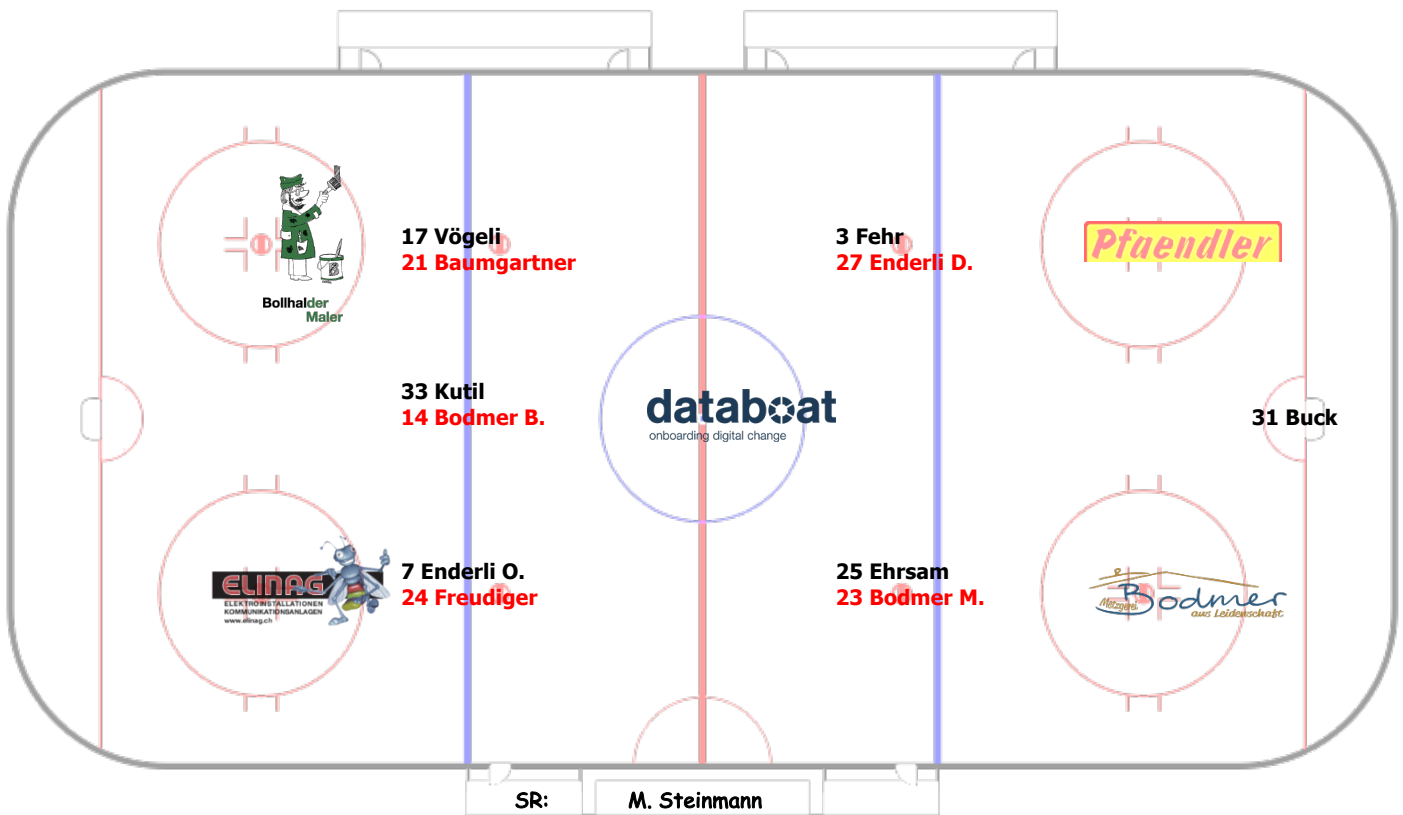 17 Vögeli
21 Baumgartner
3 Fehr
27 Enderli D.
Pfaendler
Bollhalder
Maler
33 Kutil
14 Bodmer B.
databoat
onboarding digital change
31 Buck
ELINAG
ELEKTROINSTALLATIONEN
KOMMUNIKATIONSANLAGEN
www.elinag.ch
7 Enderli O.
24 Freudiger
25 Ehrsam
23 Bodmer M.
Metzgerei Bodmer
aus Leidenschaft
SR: M. Steinmann